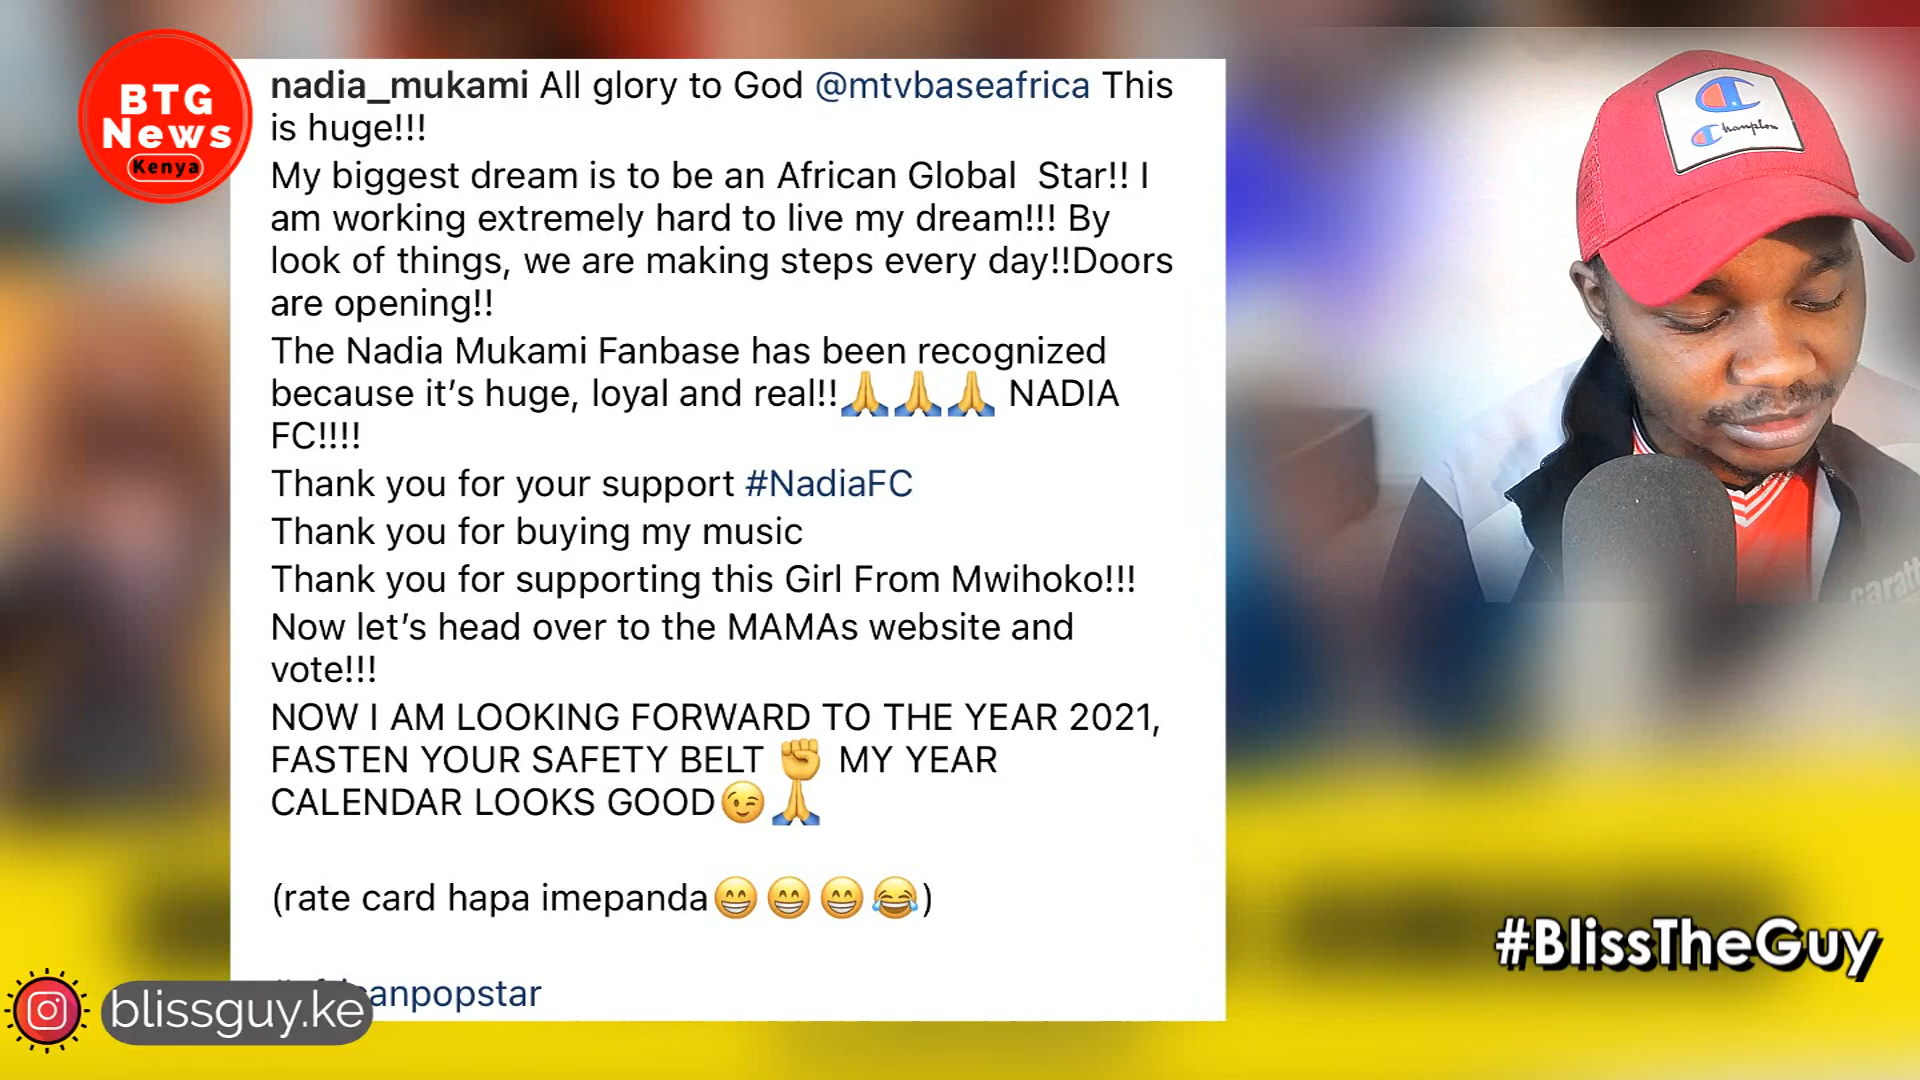 BTG
News
Kenya
nadia_mukami All glory to God @mtvbaseafrica This
is huge!!!
My biggest dream is to be an African Global Star!! I
am working extremely hard to live my dream!!! By
look of things, we are making steps every day!!Doors
are opening!!
The Nadia Mukami Fanbase has been recognized
because it’s huge, loyal and real!!🙏🙏🙏 NADIA
FC!!!!
Thank you for your support #NadiaFC
Thank you for buying my music
Thank you for supporting this Girl From Mwihoko!!!
Now let’s head over to the MAMAs website and
vote!!!
NOW I AM LOOKING FORWARD TO THE YEAR 2021,
FASTEN YOUR SAFETY BELT ✊ MY YEAR
CALENDAR LOOKS GOOD😉🙏
(rate card hapa imepanda😁😁😁😂)
blissguy.ke
Champion
#BlissTheGuy